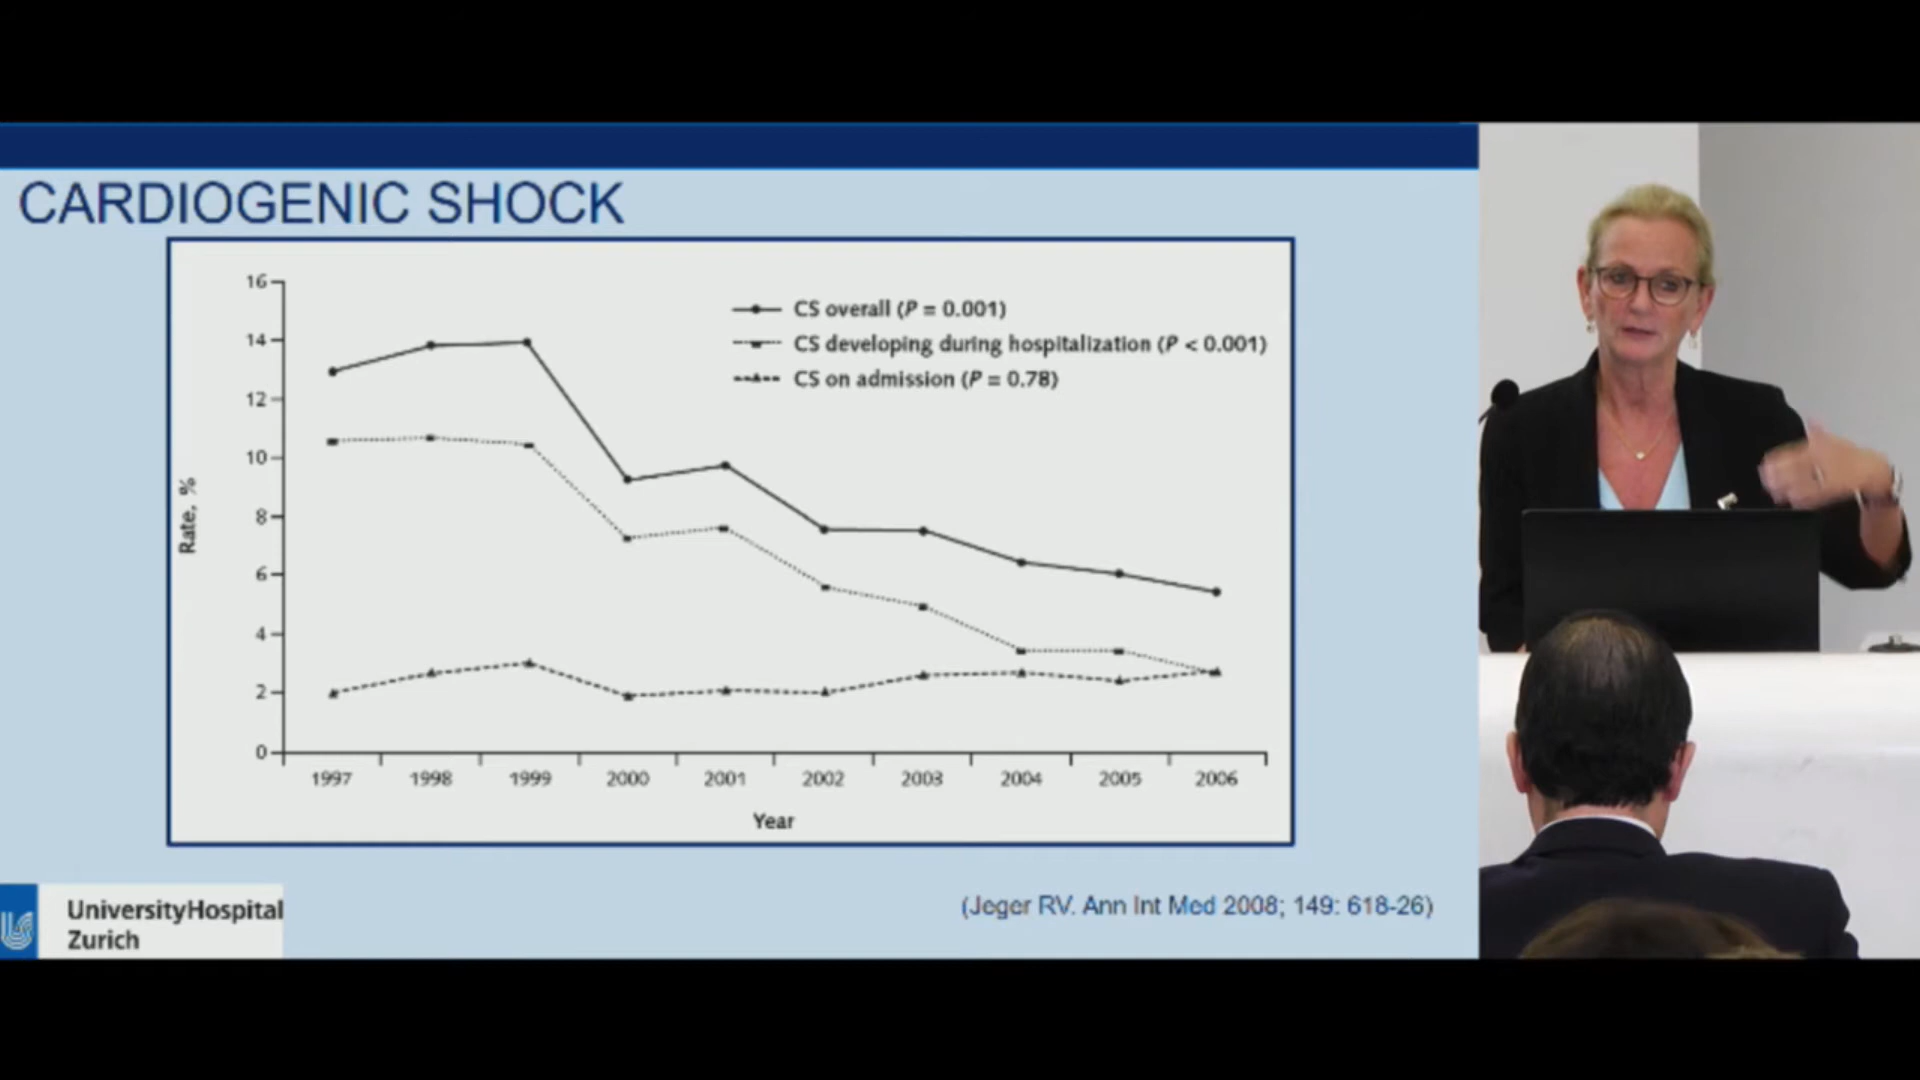 CARDIOGENIC SHOCK
16
14
12
10
8
6
4
2
0
Rate, %
CS overall (P = 0.001)
CS developing during hospitalization (P < 0.001)
CS on admission (P = 0.78)
1997 1998 1999 2000 2001 2002 2003 2004 2005 2006
Year
UniversityHospital
Zurich
(Jeger RV. Ann Int Med 2008; 149: 618-26)